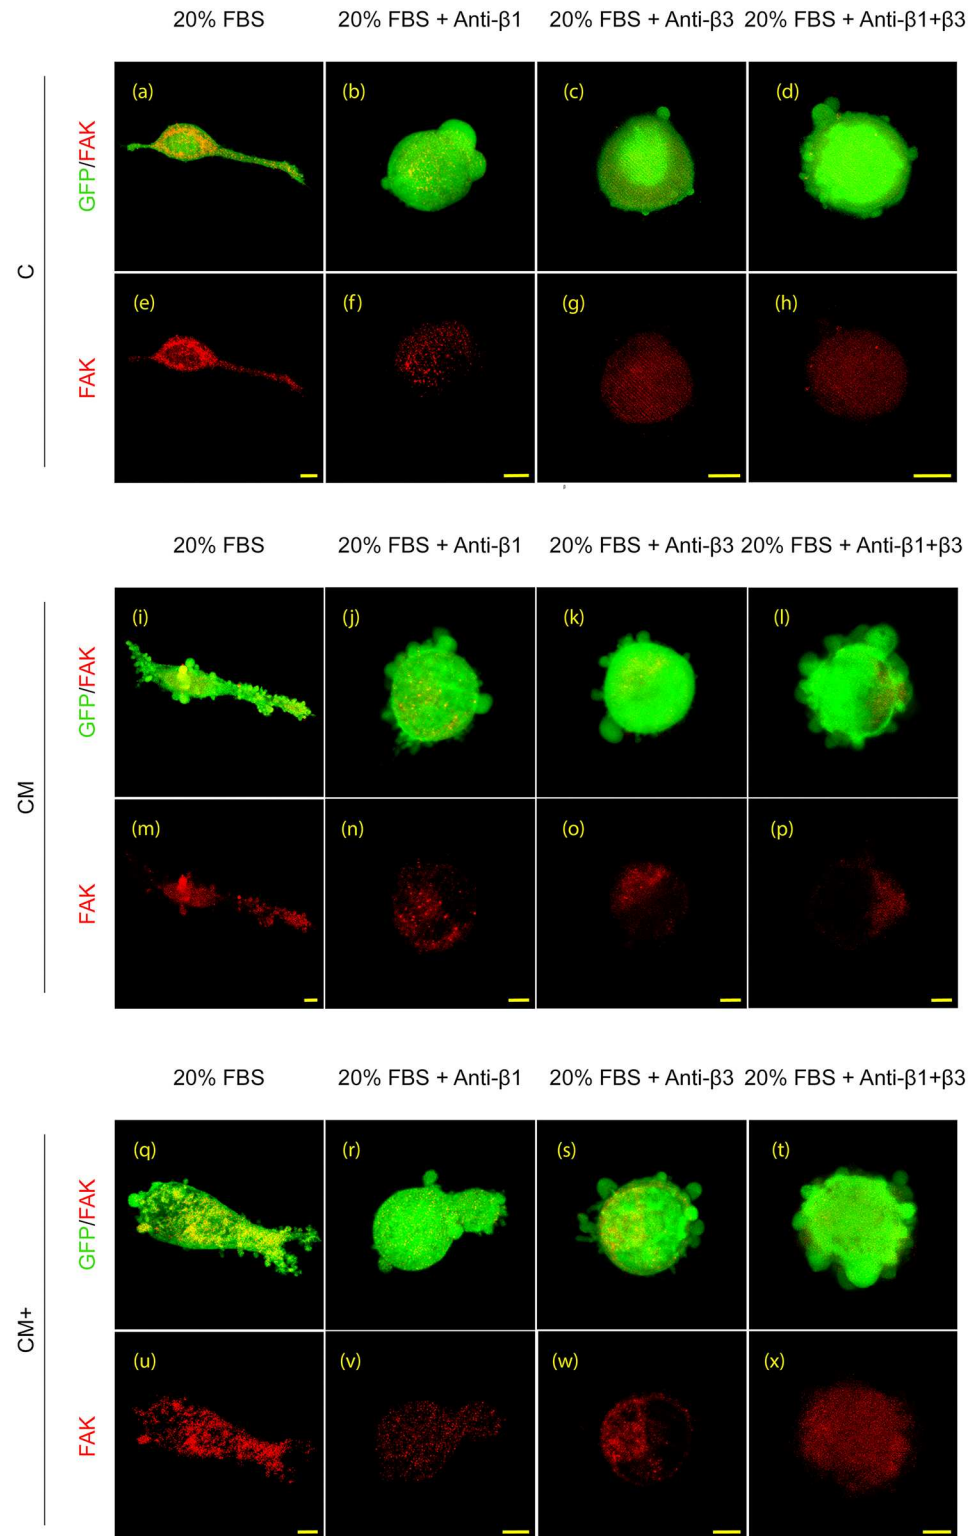 20% FBS 20% FBS + Anti-β1 20% FBS + Anti-β3 20% FBS + Anti-β1+β3
C
GFP/FAK
(a) (b) (c) (d)
FAK
(e) (f) (g) (h)
20% FBS 20% FBS + Anti-β1 20% FBS + Anti-β3 20% FBS + Anti-β1+β3
CM
GFP/FAK
(i) (j) (k) (l)
FAK
(m) (n) (o) (p)
20% FBS 20% FBS + Anti-β1 20% FBS + Anti-β3 20% FBS + Anti-β1+β3
CM+
GFP/FAK
(q) (r) (s) (t)
FAK
(u) (v) (w) (x)